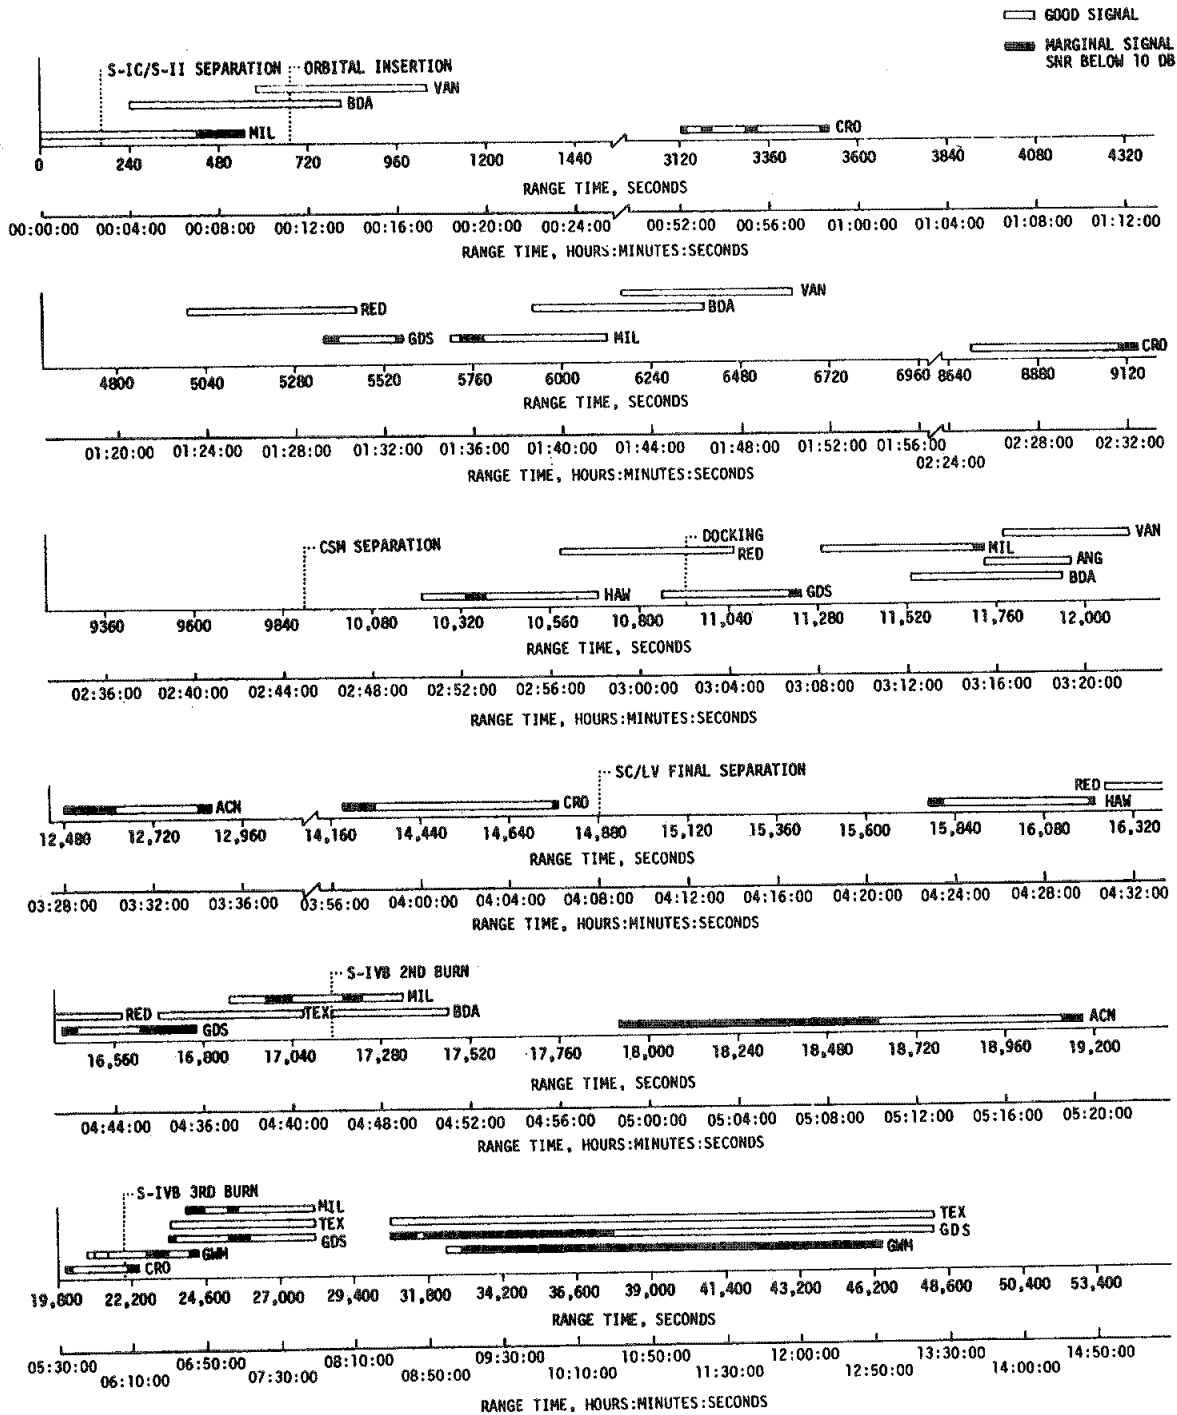 GOOD SIGNAL
MARGINAL SIGNAL
SNR BELOW 10 DB
S-IC/S-II SEPARATION
ORBITAL INSERTION
VAN
BDA
MIL
CRO
0 240 480 720 960 1200 1440 3120 3360 3600 3840 4080 4320
RANGE TIME, SECONDS
00:00:00 00:04:00 00:08:00 00:12:00 00:16:00 00:20:00 00:24:00 00:52:00 00:56:00 01:00:00 01:04:00 01:08:00 01:12:00
RANGE TIME, HOURS:MINUTES:SECONDS
VAN
RED
BDA
GDS
MIL
CRO
4800 5040 5280 5520 5760 6000 6240 6480 6720 6960 8640 8880 9120
RANGE TIME, SECONDS
01:20:00 01:24:00 01:28:00 01:32:00 01:36:00 01:40:00 01:44:00 01:48:00 01:52:00 01:56:00 02:28:00 02:32:00
02:24:00
RANGE TIME, HOURS:MINUTES:SECONDS
CSM SEPARATION
DOCKING
VAN
RED
MIL
ANG
BDA
HAW
GDS
9360 9600 9840 10,080 10,320 10,560 10,800 11,040 11,280 11,520 11,760 12,000
RANGE TIME, SECONDS
02:36:00 02:40:00 02:44:00 02:48:00 02:52:00 02:56:00 03:00:00 03:04:00 03:08:00 03:12:00 03:16:00 03:20:00
RANGE TIME, HOURS:MINUTES:SECONDS
SC/LV FINAL SEPARATION
RED
ACN
CRO
HAW
12,480 12,720 12,960 14,160 14,440 14,640 14,880 15,120 15,360 15,600 15,840 16,080 16,320
RANGE TIME, SECONDS
03:28:00 03:32:00 03:36:00 03:56:00 04:00:00 04:04:00 04:08:00 04:12:00 04:16:00 04:20:00 04:24:00 04:28:00 04:32:00
RANGE TIME, HOURS:MINUTES:SECONDS
S-IVB 2ND BURN
MIL
RED
TEX
BDA
GDS
ACN
16,560 16,800 17,040 17,280 17,520 17,760 18,000 18,240 18,480 18,720 18,960 19,200
RANGE TIME, SECONDS
04:44:00 04:36:00 04:40:00 04:48:00 04:52:00 04:56:00 05:00:00 05:04:00 05:08:00 05:12:00 05:16:00 05:20:00
RANGE TIME, HOURS:MINUTES:SECONDS
S-IVB 3RD BURN
MIL
TEX
GDS
GWM
CRO
TEX
GDS
GWM
19,800 22,200 24,600 27,000 29,400 31,800 34,200 36,600 39,000 41,400 43,200 46,200 48,600 50,400 53,400
RANGE TIME, SECONDS
05:30:00 06:50:00 08:10:00 09:30:00 10:50:00 12:00:00 13:30:00 14:50:00
06:10:00 07:30:00 08:50:00 10:10:00 11:30:00 12:50:00 14:00:00
RANGE TIME, HOURS:MINUTES:SECONDS